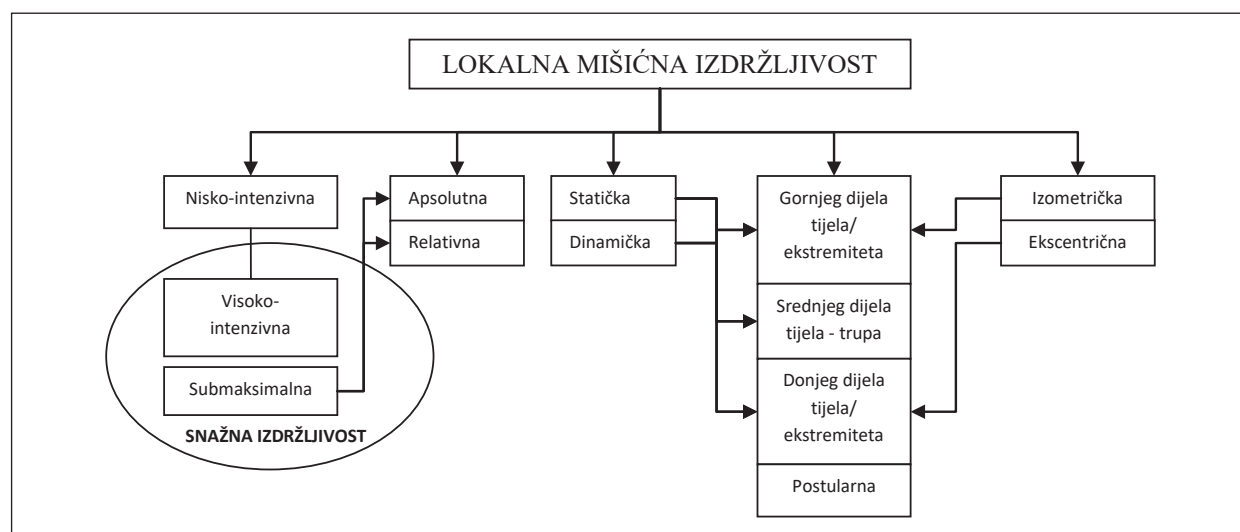 LOKALNA MIŠIĆNA IZDRŽLJIVOST
Nisko-intenzivna
Visoko-
intenzivna
Submaksimalna
SNAŽNA IZDRŽLJIVOST
Apsolutna
Relativna
Statička
Dinamička
Gornjeg dijela
tijela/
ekstremiteta
Srednjeg dijela
tijela - trupa
Donjeg dijela
tijela/
ekstremiteta
Postularna
Izometrička
Ekscentrična